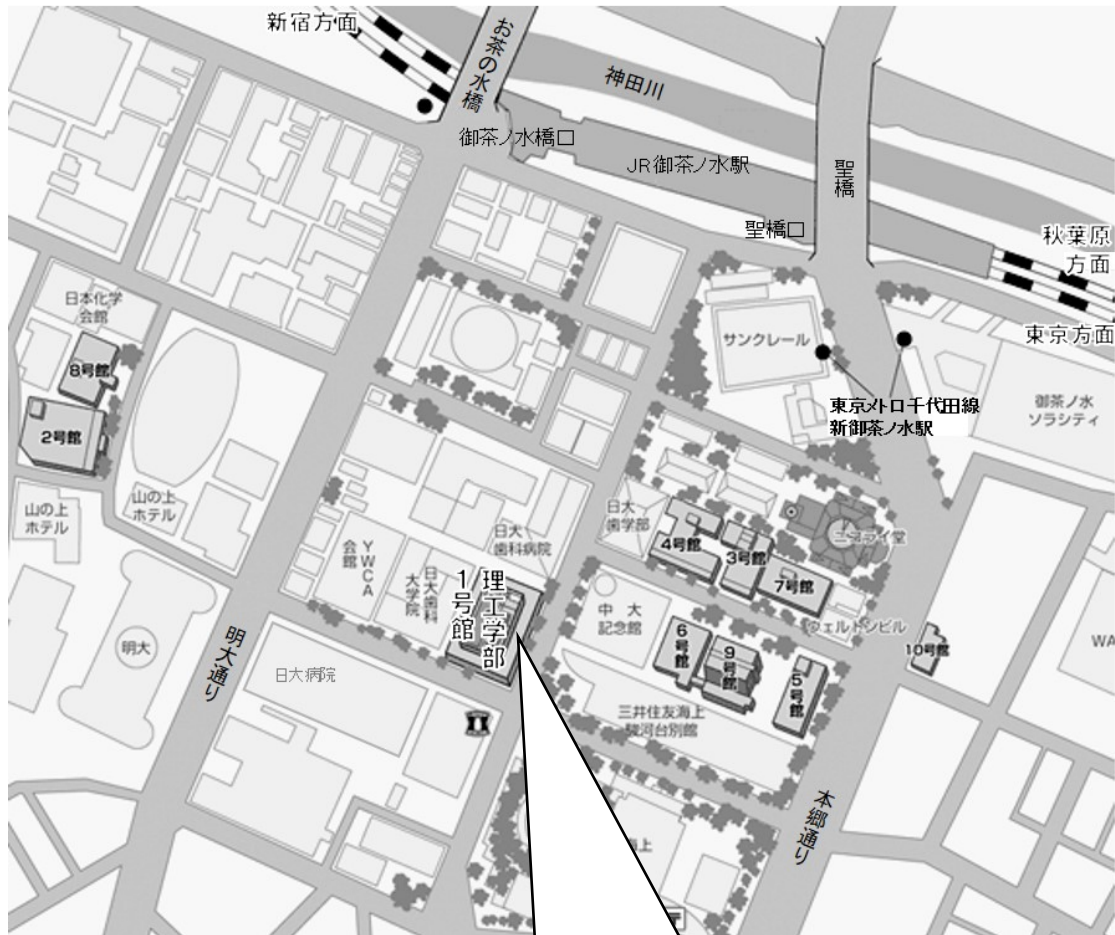 新宿方面
お茶の水橋
神田川
御茶ノ水橋口
JR御茶ノ水駅
聖橋
聖橋口
秋葉原
方面
東京方面
日本化学
会館
8号館
2号館
山の上
ホテル
山の上
ホテル
サンクレール
東京メトロ千代田線
新御茶ノ水駅
御茶ノ水
ソラシティ
日大
歯学部
4号館
3号館
7号館
ニコライ堂
日大
歯科病院
YWCA
会館
日大歯科
大学院
理工学部
1号館
中大
記念館
6号館
9号館
5号館
ウェルトンビル
10号館
WA
明大
明大通り
日大病院
三井住友海上
駿河台別館
本郷通り
海上